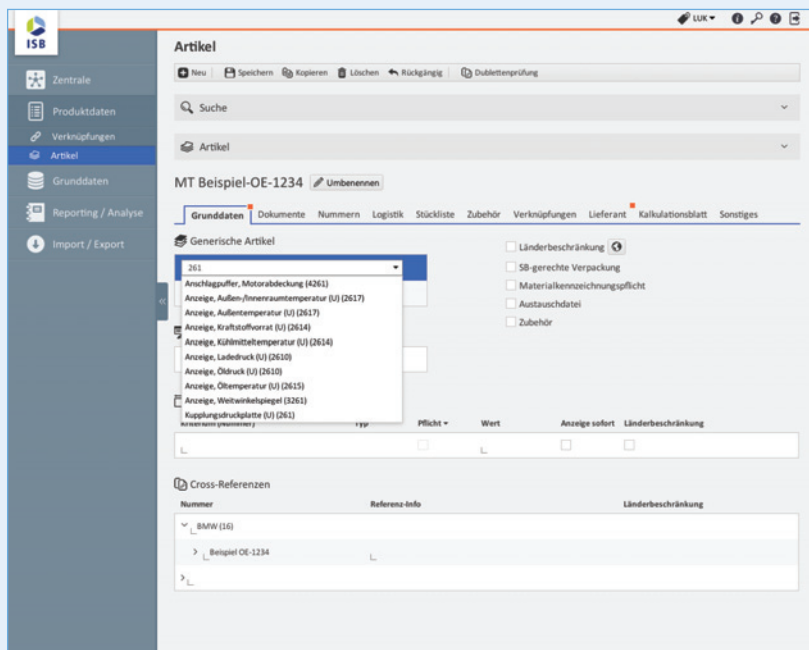 LUK
ISB
Artikel
Neu Speichern Kopieren Löschen Rückgängig Dublettenprüfung
Zentrale
Suche
Produktdaten
Verknüpfungen
Artikel
Artikel
Grunddaten
MT Beispiel-OE-1234 Umbenennen
Reporting / Analyse
Grunddaten Dokumente Nummern Logistik Stückliste Zubehör Verknüpfungen Lieferant Kalkulationsblatt Sonstiges
Import / Export
Generische Artikel
Länderbeschränkung
261
SB-gerechte Verpackung
Anschlagpuffer, Motorabdeckung (4261)
Materialkennzeichnungspflicht
Anzeige, Außen-/Innenraumtemperatur (U) (2617)
Austauschdatei
Anzeige, Außentemperatur (U) (2617)
Zubehör
Anzeige, Kraftstoffvorrat (U) (2614)
Anzeige, Kühlmitteltemperatur (U) (2614)
Anzeige, Ladedruck (U) (2610)
Anzeige, Öldruck (U) (2610)
Anzeige, Öltemperatur (U) (2615)
Anzeige, Weitwinkelspiegel (3261)
Kupplungsdruckplatte (U) (261)
Kriterium (Nummer) Typ Pflicht Wert Anzeige sofort Länderbeschränkung
Cross-Referenzen
Nummer Referenz-Info Länderbeschränkung
BMW (16)
Beispiel OE-1234